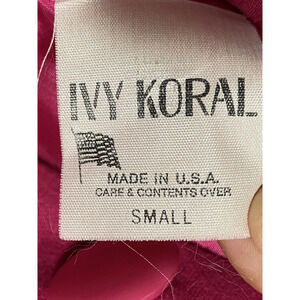 IVY KORAL
MADE IN U.S.A.
CARE & CONTENTS OVER
SMALL